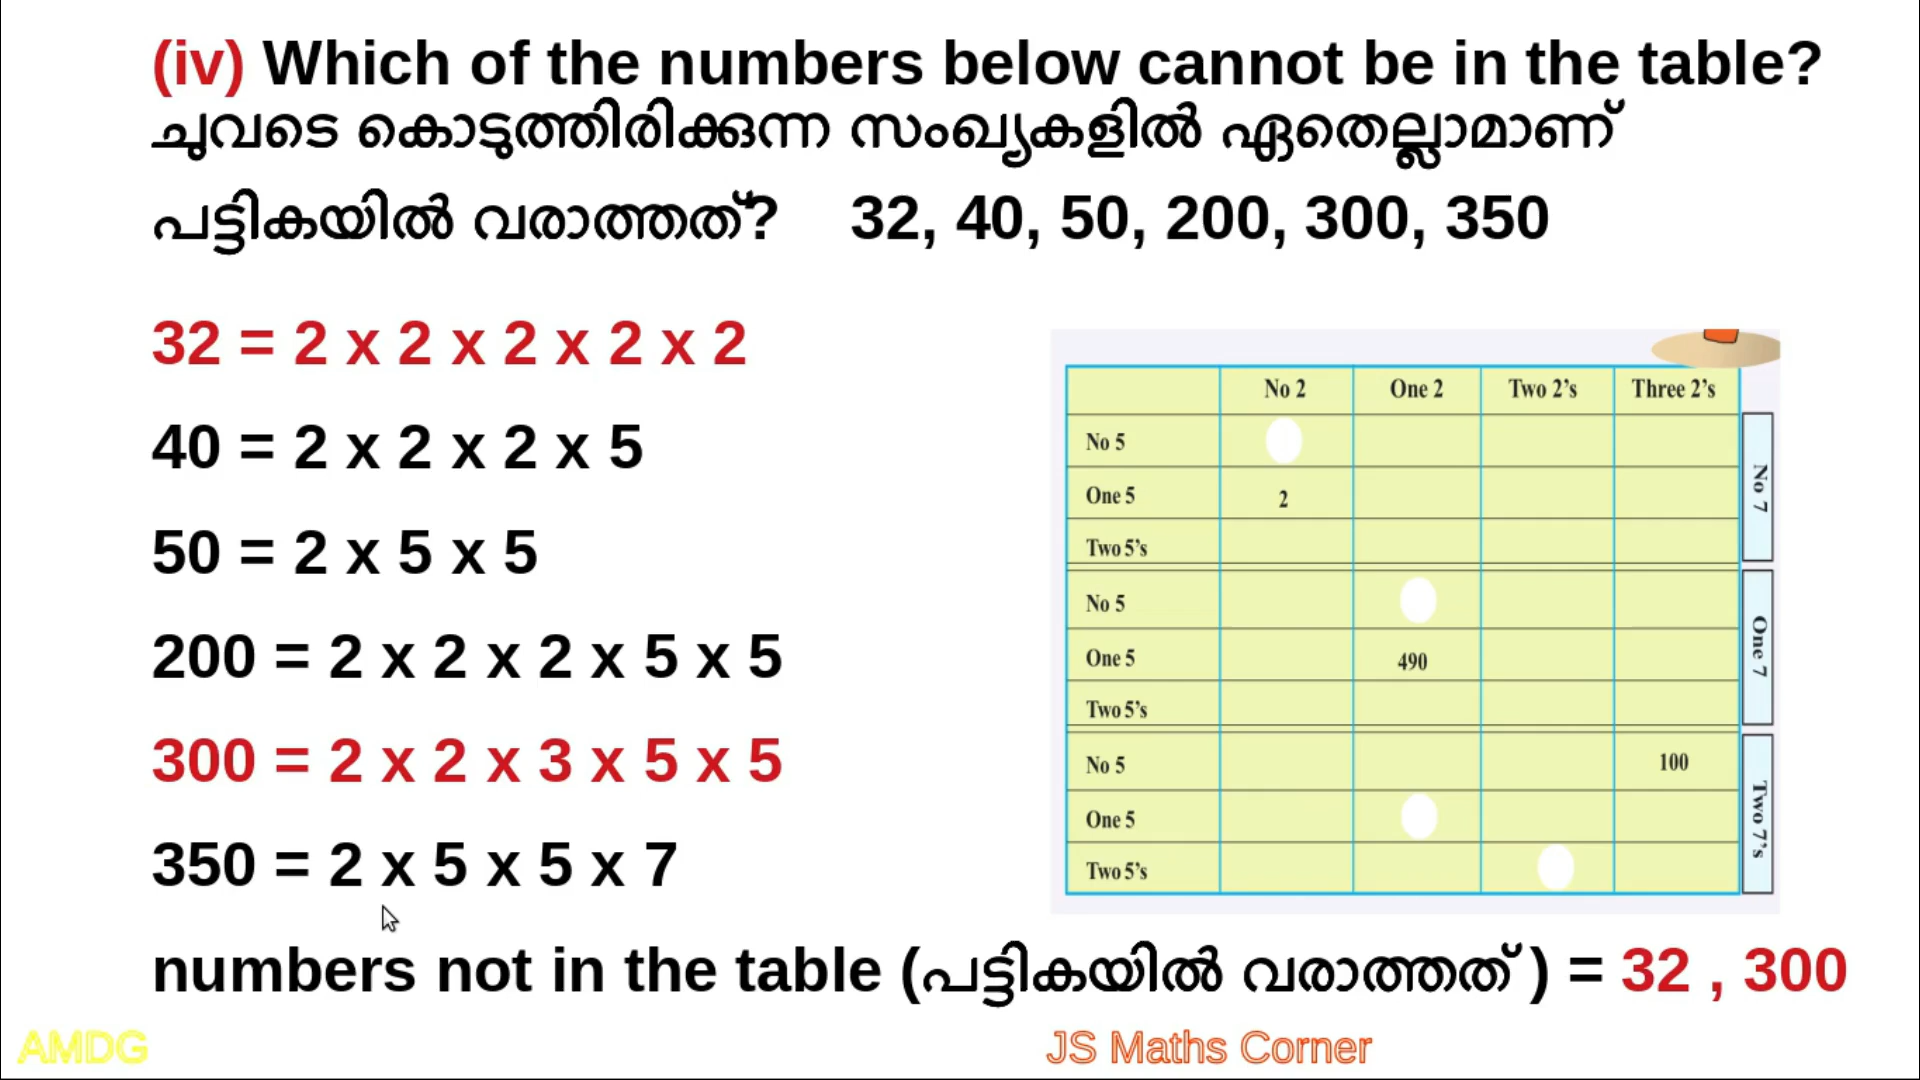 (iv) Which of the numbers below cannot be in the table?
ചുവടെ കൊടുത്തിരിക്കുന്ന സംഖ്യകളിൽ ഏതെല്ലാമാണ്
പട്ടികയിൽ വരാത്തത്? 32, 40, 50, 200, 300, 350
32 = 2 x 2 x 2 x 2 x 2
40 = 2 x 2 x 2 x 5
50 = 2 x 5 x 5
200 = 2 x 2 x 2 x 5 x 5
300 = 2 x 2 x 3 x 5 x 5
350 = 2 x 5 x 5 x 7
No 2 One 2 Two 2's Three 2's
No 5
One 5 2
Two 5's
No 7
No 5
One 5 490
Two 5's
One 7
No 5 100
One 5
Two 5's
Two 7's
numbers not in the table (പട്ടികയിൽ വരാത്തത് ) = 32 , 300
AMDG JS Maths Corner